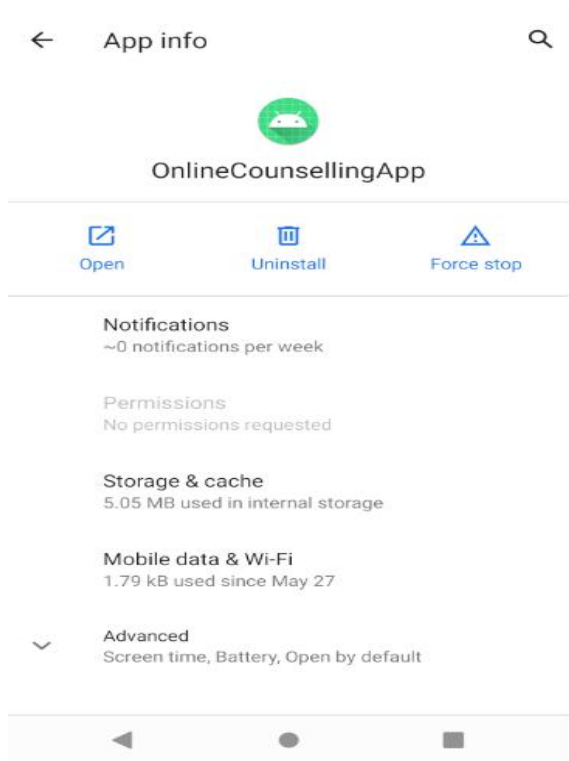 App info
OnlineCounsellingApp
Open
Uninstall
Force stop
Notifications
~0 notifications per week
Permissions
No permissions requested
Storage & cache
5.05 MB used in internal storage
Mobile data & Wi-Fi
1.79 kB used since May 27
Advanced
Screen time, Battery, Open by default